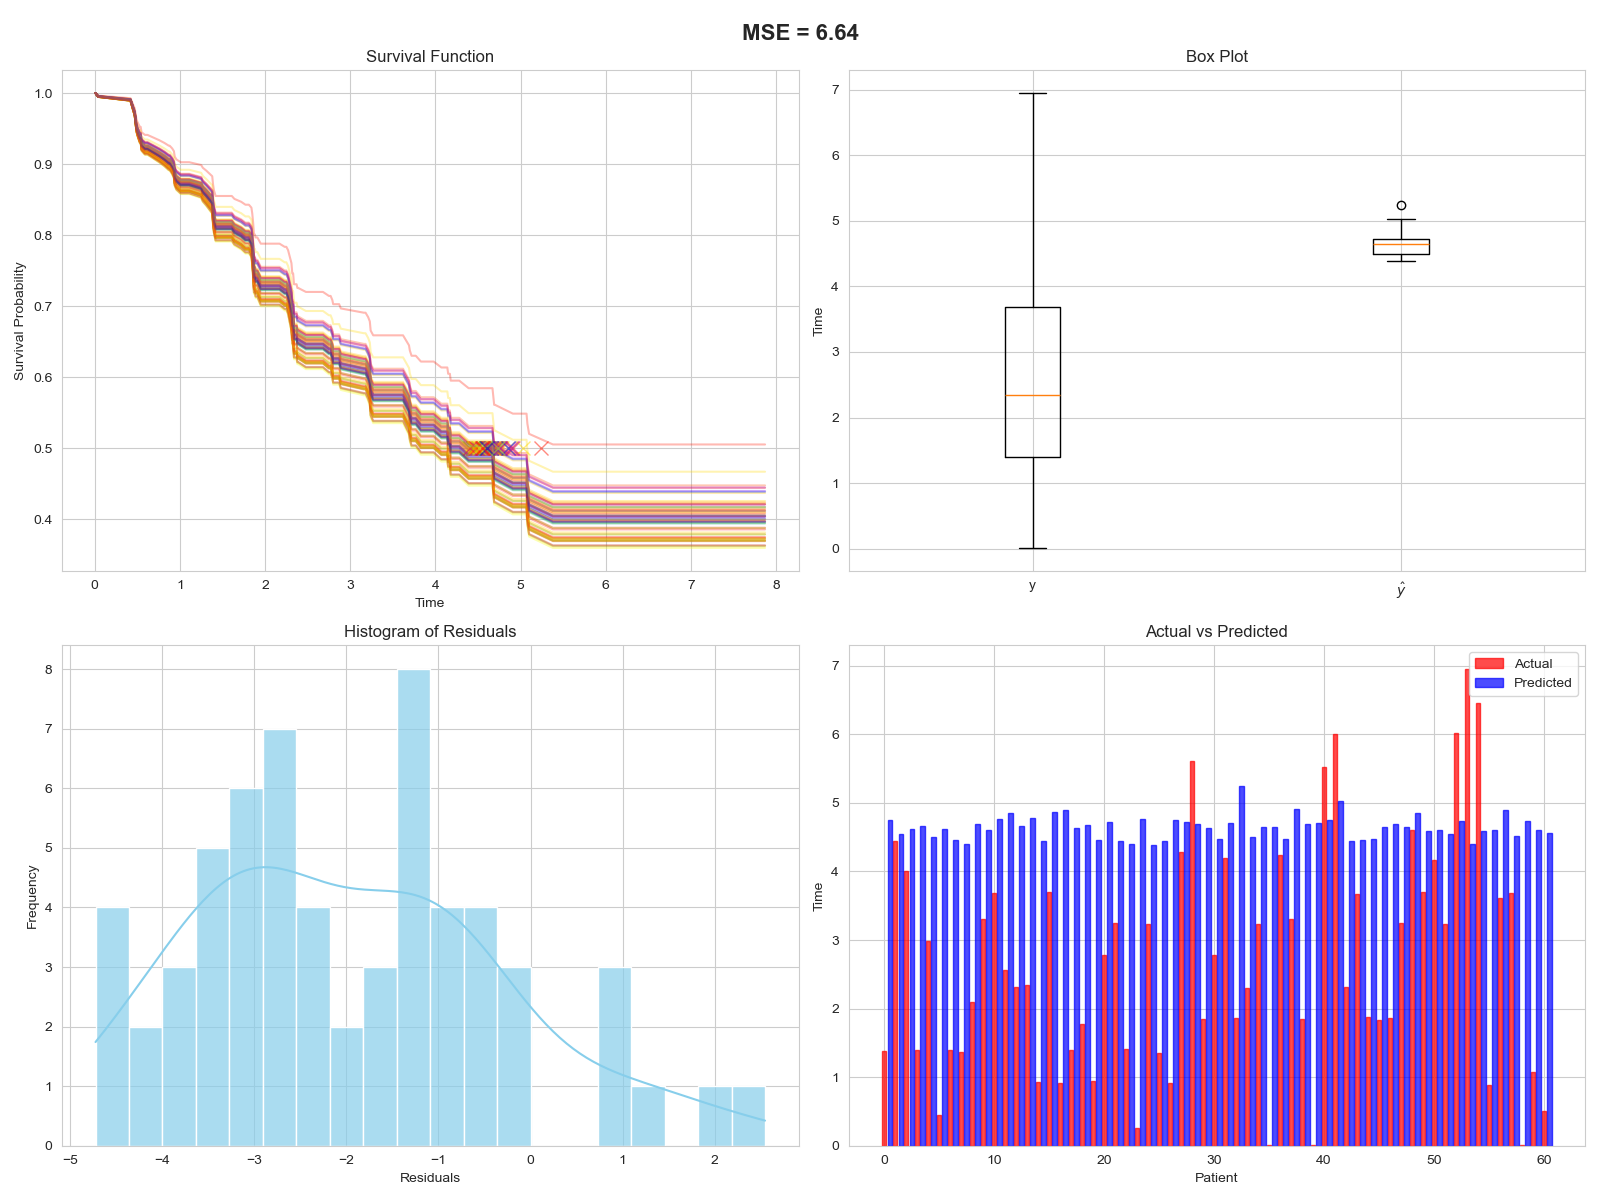 MSE = 6.64
Survival Function
Survival Probability
1.0
0.9
0.8
0.7
0.6
0.5
0.4
0 1 2 3 4 5 6 7 8
Time
Box Plot
Time
7
6
5
4
3
2
1
0
y ŷ
Histogram of Residuals
Frequency
8
7
6
5
4
3
2
1
0
−5 −4 −3 −2 −1 0 1 2
Residuals
Actual vs Predicted
Actual
Predicted
Time
7
6
5
4
3
2
1
0
0 10 20 30 40 50 60
Patient